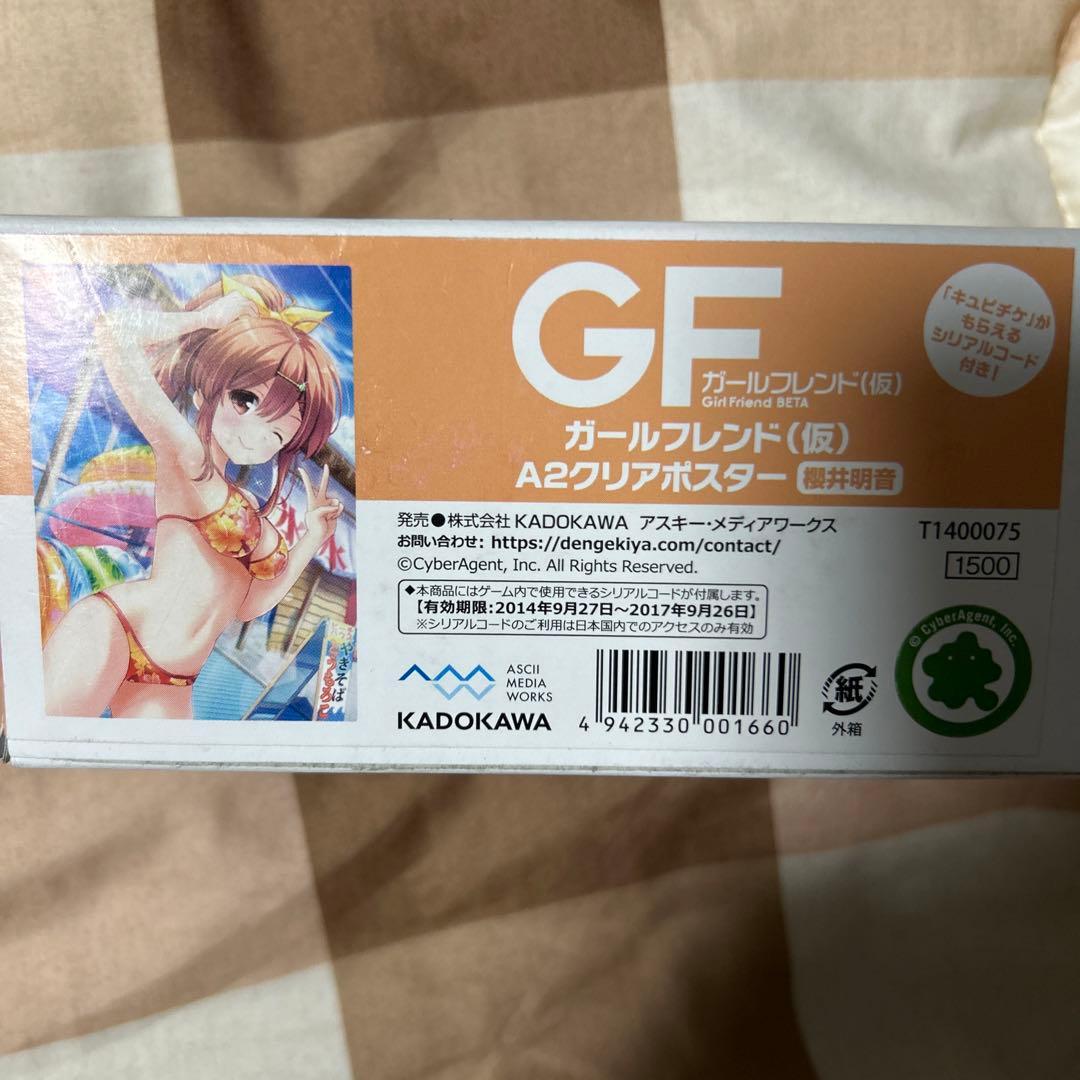 GF
ガールフレンド(仮)
Girl Friend BETA
「キュピチケ」が
もらえる
シリアルコード
付き!
ガールフレンド(仮)
A2クリアポスター 櫻井明音
発売●株式会社 KADOKAWA アスキー・メディアワークス
お問い合わせ: https://dengekiya.com/contact/
©CyberAgent, Inc. All Rights Reserved.
T1400075
1500
◆本商品にはゲーム内で使用できるシリアルコードが付属します。
【有効期限:2014年9月27日〜2017年9月26日】
※シリアルコードのご利用は日本国内でのアクセスのみ有効
ASCII
MEDIA
WORKS
KADOKAWA
4 942330 001660
紙
外箱
© CyberAgent, Inc.
氷
やきそば